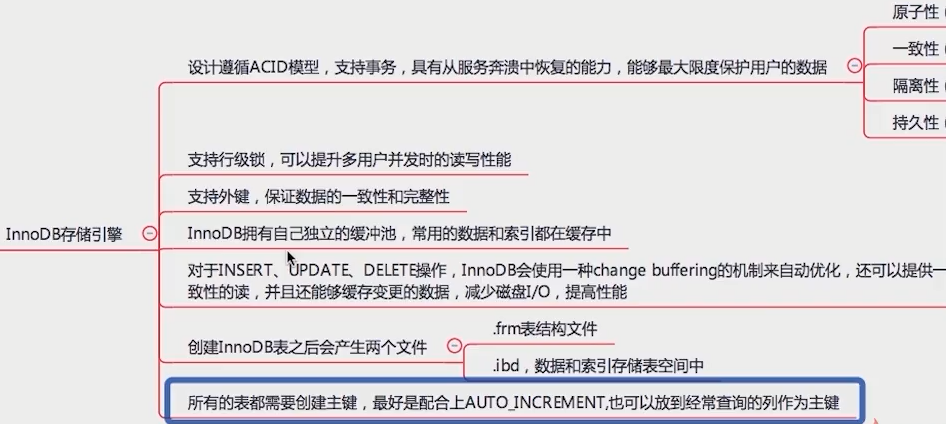 原子性（
设计遵循ACID模型，支持事务，具有从服务奔溃中恢复的能力，能够最大限度保护用户的数据
一致性（
隔离性（
持久性（
支持行级锁，可以提升多用户并发时的读写性能
支持外键，保证数据的一致性和完整性
InnoDB存储引擎
InnoDB拥有自己独立的缓冲池，常用的数据和索引都在缓存中
对于INSERT、UPDATE、DELETE操作，InnoDB会使用一种change buffering的机制来自动优化，还可以提供一
致性的读，并且还能够缓存变更的数据，减少磁盘I/O，提高性能
创建InnoDB表之后会产生两个文件
.frm表结构文件
.ibd，数据和索引存储表空间中
所有的表都需要创建主键，最好是配合上AUTO_INCREMENT,也可以放到经常查询的列作为主键